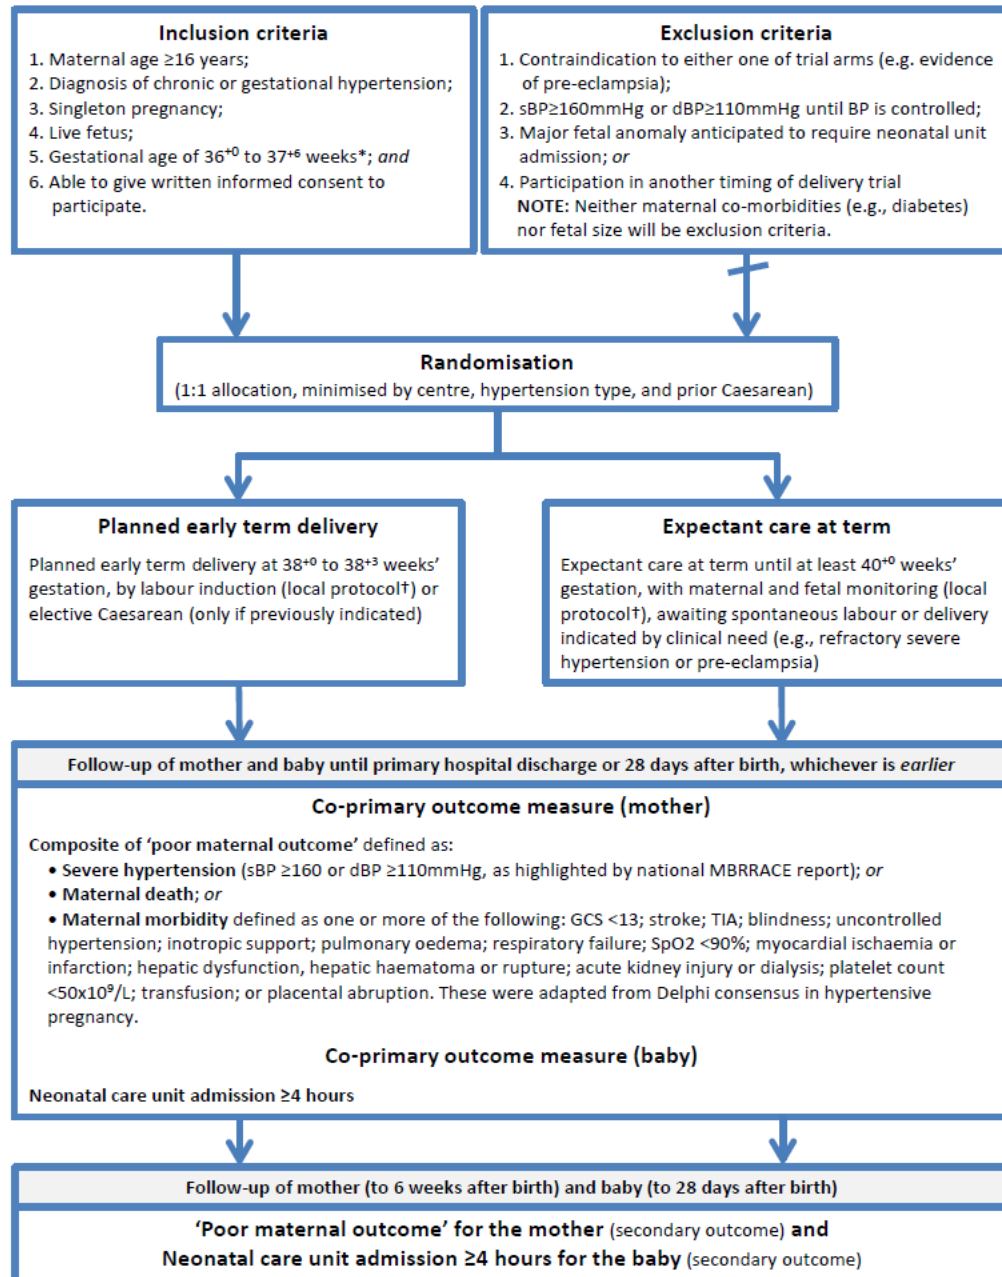 Inclusion criteria
1. Maternal age ≥16 years;
2. Diagnosis of chronic or gestational hypertension;
3. Singleton pregnancy;
4. Live fetus;
5. Gestational age of 36⁺⁰ to 37⁺⁶ weeks*; and
6. Able to give written informed consent to
participate.
Exclusion criteria
1. Contraindication to either one of trial arms (e.g. evidence
of pre-eclampsia);
2. sBP≥160mmHg or dBP≥110mmHg until BP is controlled;
3. Major fetal anomaly anticipated to require neonatal unit
admission; or
4. Participation in another timing of delivery trial
NOTE: Neither maternal co-morbidities (e.g., diabetes)
nor fetal size will be exclusion criteria.
Randomisation
(1:1 allocation, minimised by centre, hypertension type, and prior Caesarean)
Planned early term delivery
Planned early term delivery at 38⁺⁰ to 38⁺³ weeks'
gestation, by labour induction (local protocol†) or
elective Caesarean (only if previously indicated)
Expectant care at term
Expectant care at term until at least 40⁺⁰ weeks'
gestation, with maternal and fetal monitoring (local
protocol†), awaiting spontaneous labour or delivery
indicated by clinical need (e.g., refractory severe
hypertension or pre-eclampsia)
Follow-up of mother and baby until primary hospital discharge or 28 days after birth, whichever is earlier
Co-primary outcome measure (mother)
Composite of 'poor maternal outcome' defined as:
• Severe hypertension (sBP ≥160 or dBP ≥110mmHg, as highlighted by national MBRRACE report); or
• Maternal death; or
• Maternal morbidity defined as one or more of the following: GCS <13; stroke; TIA; blindness; uncontrolled
hypertension; inotropic support; pulmonary oedema; respiratory failure; SpO2 <90%; myocardial ischaemia or
infarction; hepatic dysfunction, hepatic haematoma or rupture; acute kidney injury or dialysis; platelet count
<50x10⁹/L; transfusion; or placental abruption. These were adapted from Delphi consensus in hypertensive
pregnancy.
Co-primary outcome measure (baby)
Neonatal care unit admission ≥4 hours
Follow-up of mother (to 6 weeks after birth) and baby (to 28 days after birth)
'Poor maternal outcome' for the mother (secondary outcome) and
Neonatal care unit admission ≥4 hours for the baby (secondary outcome)